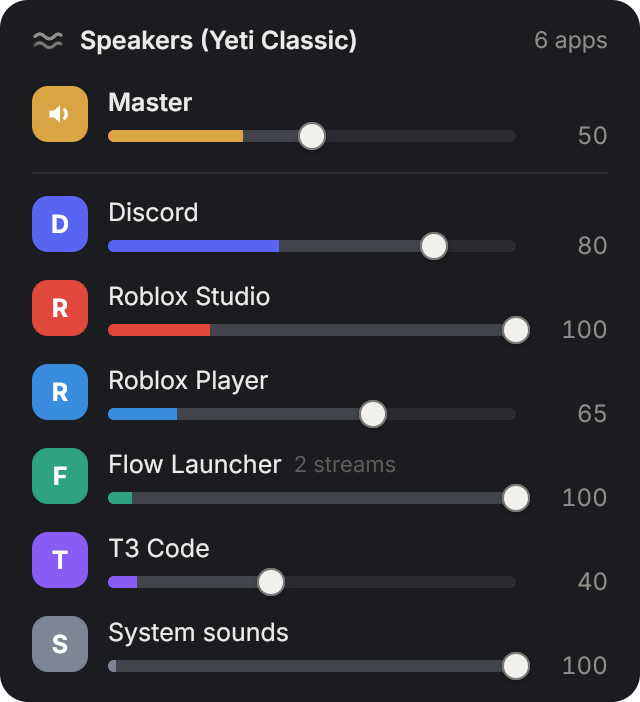 Speakers (Yeti Classic) 6 apps
Master
50
D Discord
80
R Roblox Studio
100
R Roblox Player
65
F Flow Launcher 2 streams
100
T T3 Code
40
S System sounds
100